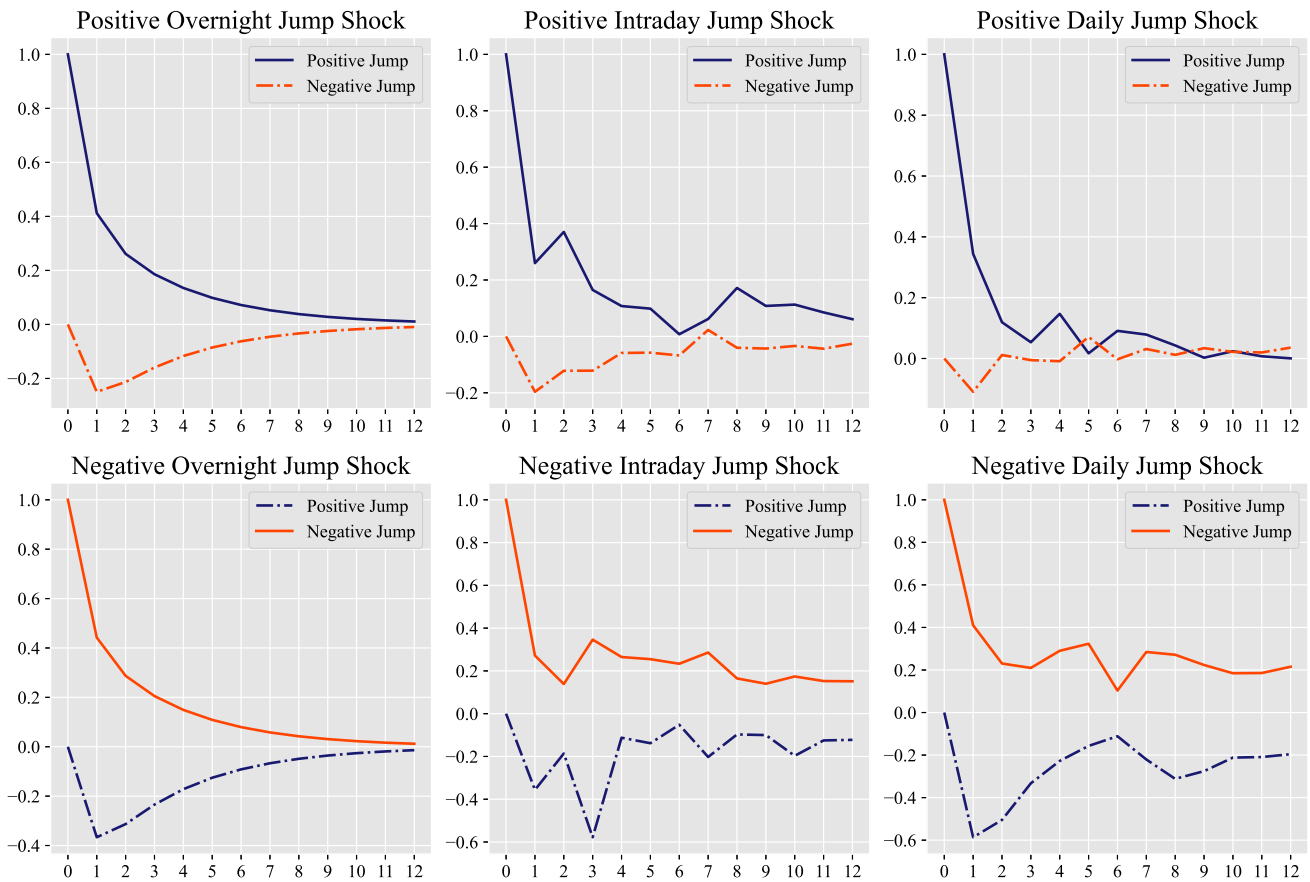 Positive Overnight Jump Shock
Positive Jump
Negative Jump
1.0
0.8
0.6
0.4
0.2
0.0
−0.2
0 1 2 3 4 5 6 7 8 9 10 11 12
Positive Intraday Jump Shock
Positive Jump
Negative Jump
1.0
0.8
0.6
0.4
0.2
0.0
−0.2
0 1 2 3 4 5 6 7 8 9 10 11 12
Positive Daily Jump Shock
Positive Jump
Negative Jump
1.0
0.8
0.6
0.4
0.2
0.0
0 1 2 3 4 5 6 7 8 9 10 11 12
Negative Overnight Jump Shock
Positive Jump
Negative Jump
1.0
0.8
0.6
0.4
0.2
0.0
−0.2
−0.4
0 1 2 3 4 5 6 7 8 9 10 11 12
Negative Intraday Jump Shock
Positive Jump
Negative Jump
1.0
0.8
0.6
0.4
0.2
0.0
−0.2
−0.4
−0.6
0 1 2 3 4 5 6 7 8 9 10 11 12
Negative Daily Jump Shock
Positive Jump
Negative Jump
1.0
0.8
0.6
0.4
0.2
0.0
−0.2
−0.4
−0.6
0 1 2 3 4 5 6 7 8 9 10 11 12